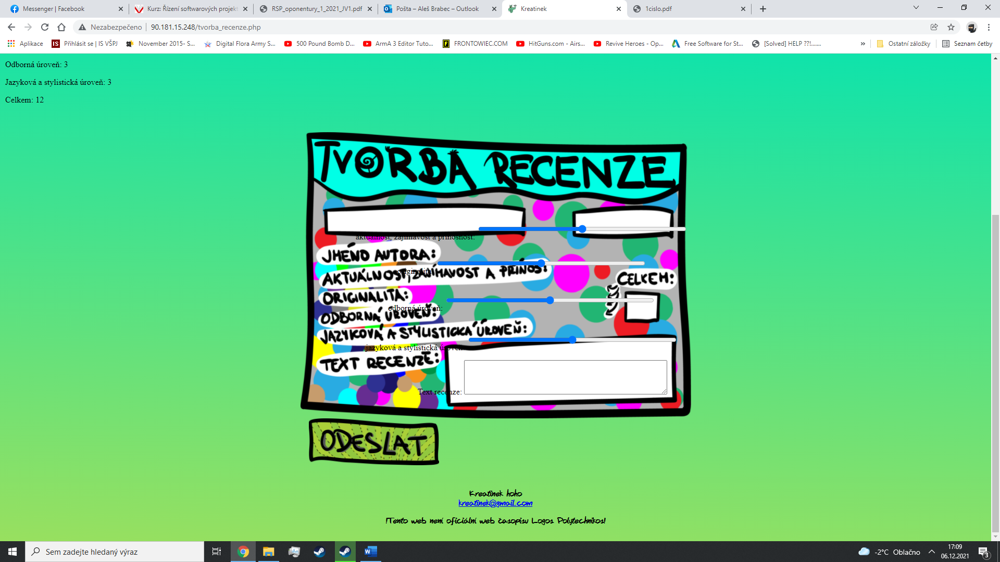 Messenger | Facebook
Kurz: Řízení softwarových projekt
RSP_oponentury_1_2021_JV1.pdf
Pošta – Aleš Brabec – Outlook
Kreatinek
1cislo.pdf
Nezabezpečeno
90.181.15.248/tvorba_recenze.php
Aplikace
IS Přihlásit se | IS VŠPJ
November 2015- S...
Digital Flora Army S...
500 Pound Bomb D...
ArmA 3 Editor Tuto...
FRONTOWIEC.COM
HitGuns.com - Airs...
Revive Heroes - Op...
Free Software for St...
[Solved] HELP ??!.......
»
Ostatní záložky
Seznam četby
Odborná úroveň: 3
Jazyková a stylistická úroveň: 3
Celkem: 12
TVORBA RECENZE
aktuálnost, zajímavost a přínosnost:
JMÉNO AUTORA:
originalita:
AKTUÁLNOST, ZAJÍMAVOST A PŘÍNOS:
CELKEM:
ORIGINALITA:
odborná úroveň:
ODBORNÁ ÚROVEŇ:
JAZYKOVÁ A STYLISTICKÁ ÚROVEŇ:
jazyková a stylistická úroveň:
TEXT RECENZE:
Text recenze:
ODESLAT
Kreatinek hoho
kreatinek@gmail.com
!Tento web není oficiální web časopisu Logos Polytechnikos!
Sem zadejte hledaný výraz
-2°C Oblačno
17:09
06.12.2021
3